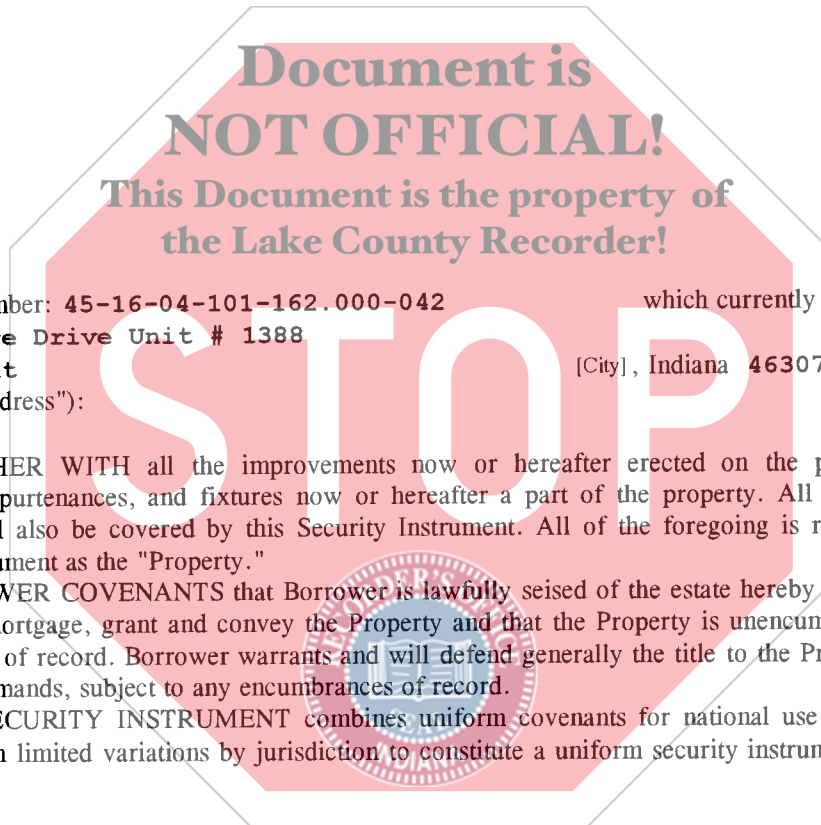 Document is
NOT OFFICIAL!
This Document is the property of
the Lake County Recorder!
nber: 45-16-04-101-162.000-042 which currently
e Drive Unit # 1388
t [City], Indiana 46307
dress"):
STOP
HER WITH all the improvements now or hereafter erected on the p
purtenances, and fixtures now or hereafter a part of the property. All
l also be covered by this Security Instrument. All of the foregoing is r
ument as the "Property."
WER COVENANTS that Borrower is lawfully seised of the estate hereby
ortgage, grant and convey the Property and that the Property is unencum
of record. Borrower warrants and will defend generally the title to the Pr
mands, subject to any encumbrances of record.
ECURITY INSTRUMENT combines uniform covenants for national use
n limited variations by jurisdiction to constitute a uniform security instrum
RECORDER'S OFFICE
INDIANA